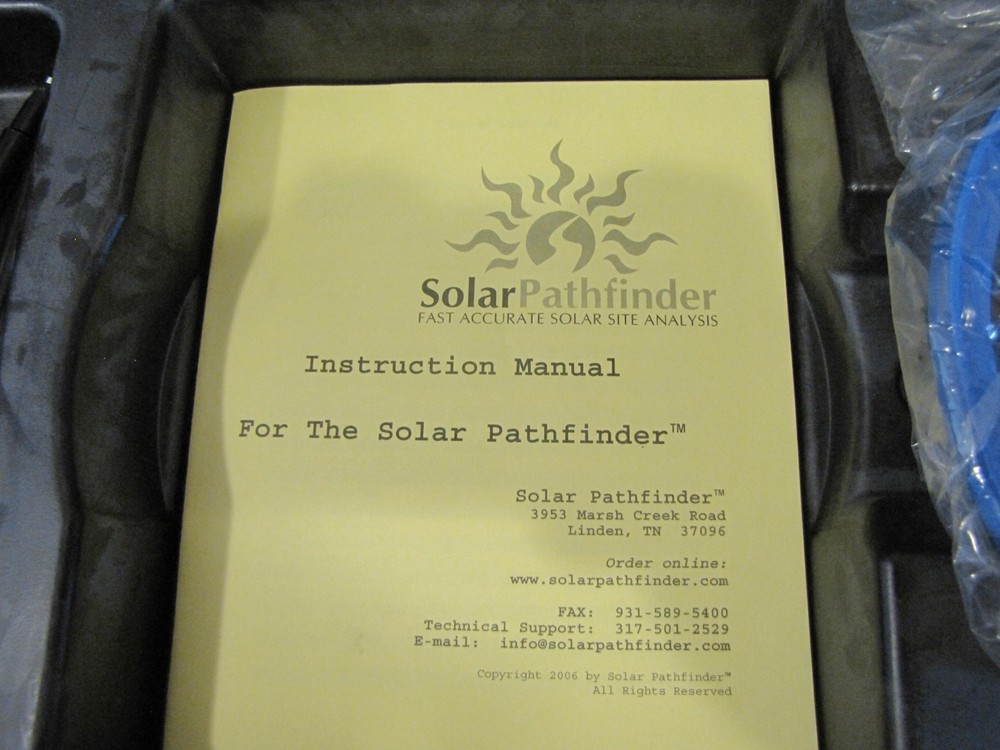 SolarPathfinder
FAST ACCURATE SOLAR SITE ANALYSIS
Instruction Manual
For The Solar Pathfinder™
Solar Pathfinder™
3953 Marsh Creek Road
Linden, TN 37096
Order online:
www.solarpathfinder.com
FAX: 931-589-5400
Technical Support: 317-501-2529
E-mail: info@solarpathfinder.com
Copyright 2006 by Solar Pathfinder™
All Rights Reserved